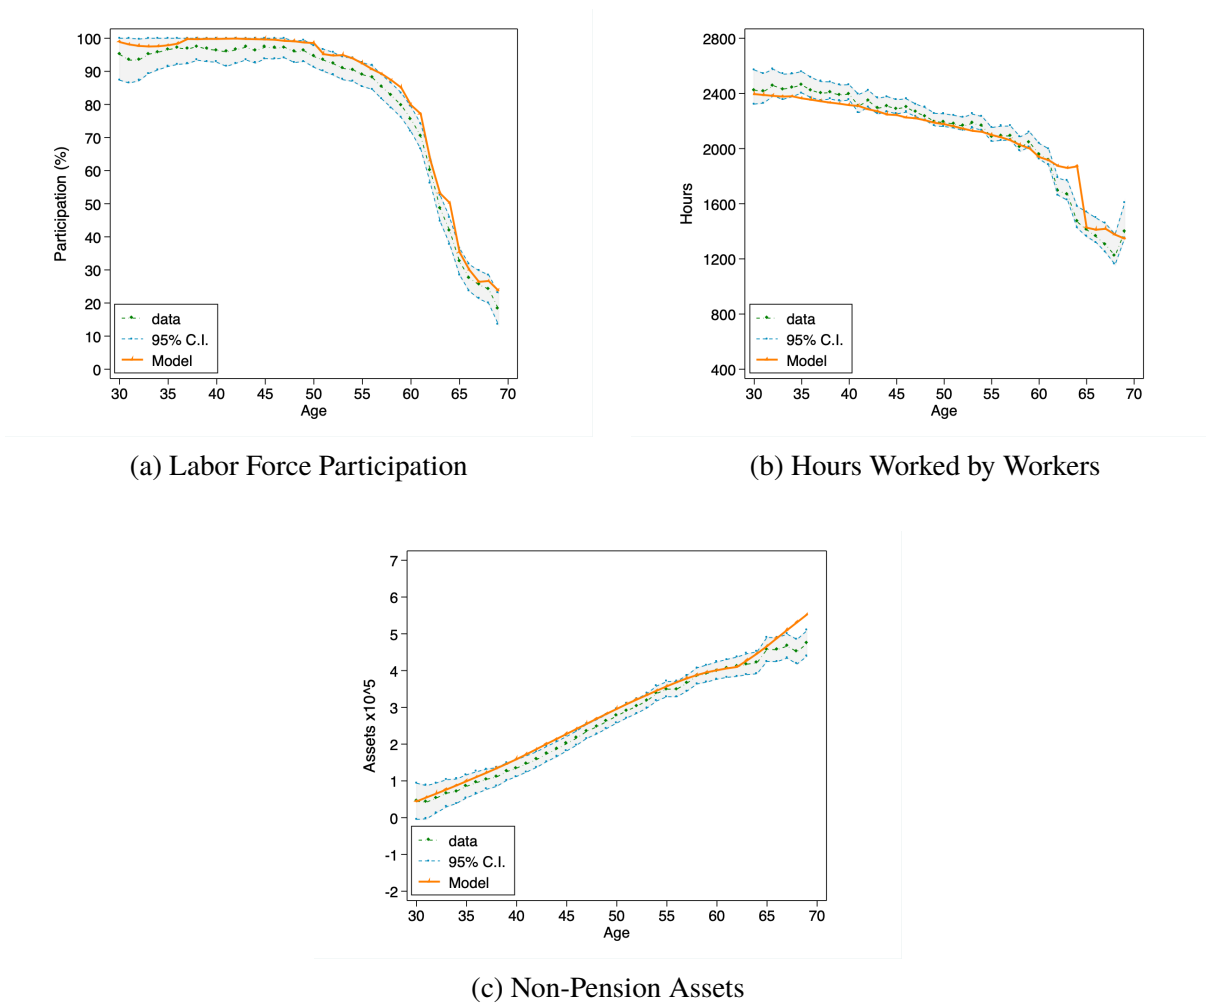 100
90
80
70
60
50
40
30
20
10
0
Participation (%)
data
95% C.I.
Model
30 35 40 45 50 55 60 65 70
Age
(a) Labor Force Participation
2800
2400
2000
1600
1200
800
400
Hours
data
95% C.I.
Model
30 35 40 45 50 55 60 65 70
Age
(b) Hours Worked by Workers
7
6
5
4
3
2
1
0
-1
-2
Assets x10^5
data
95% C.I.
Model
30 35 40 45 50 55 60 65 70
Age
(c) Non-Pension Assets